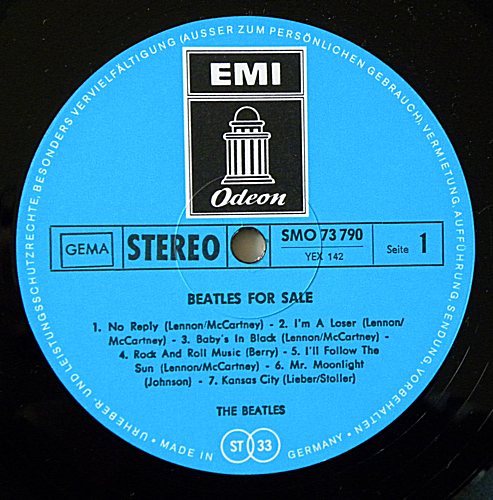 URHEBER- UND LEISTUNGSSCHUTZRECHTE, BESONDERS VERVIELFÄLTIGUNG (AUSSER ZUM PERSÖNLICHEN GEBRAUCH), VERMIETUNG, AUFFÜHRUNG, SENDUNG VORBEHALTEN •
EMI
Odeon
GEMA
STEREO
SMO 73 790
YEX 142
Seite 1
BEATLES FOR SALE
1. No Reply (Lennon/McCartney) - 2. I'm A Loser (Lennon/
McCartney) - 3. Baby's In Black (Lennon/McCartney) -
4. Rock And Roll Music (Berry) - 5. I'll Follow The
Sun (Lennon/McCartney) - 6. Mr. Moonlight
(Johnson) - 7. Kansas City (Lieber/Stoller)
THE BEATLES
• MADE IN GERMANY •
ST 33